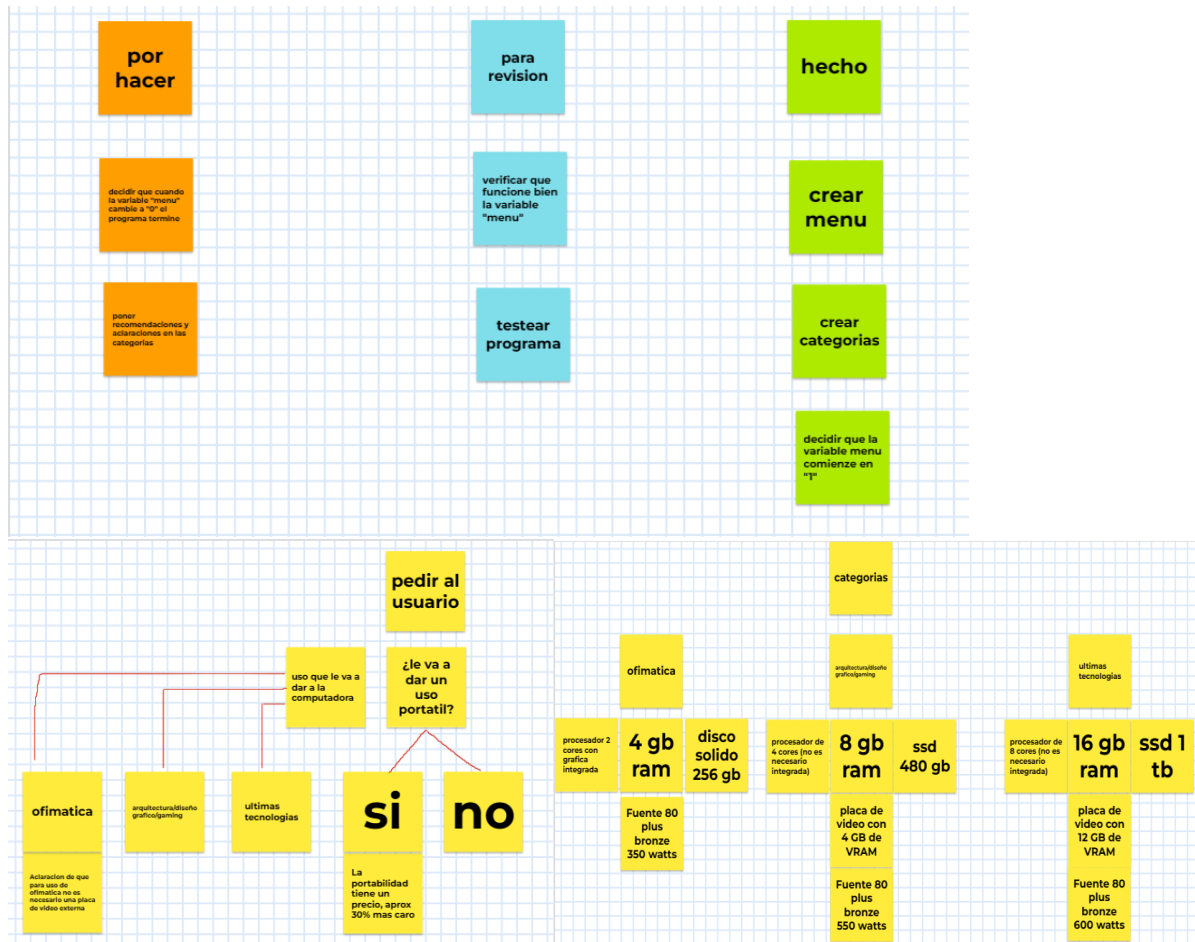 por
hacer
para
revision
hecho
decidir que cuando
la variable "menu"
cambie a "0" el
programa termine
verificar que
funcione bien
la variable
"menu"
crear
menu
poner
recomendaciones y
aclaraciones en las
categorias
testear
programa
crear
categorias
decidir que la
variable menu
comienze en
"1"
pedir al
usuario
uso que le va a
dar a la
computadora
¿le va a
dar un
uso
portatil?
ofimatica
arquitectura/diseño
grafico/gaming
ultimas
tecnologias
si
no
Aclaracion de que
para uso de
ofimatica no es
necesario una placa
de video externa
La
portabilidad
tiene un
precio, aprox
30% mas caro
categorias
ofimatica
arquitectura/diseño
grafico/gaming
ultimas
tecnologias
procesador 2
cores con
grafica
integrada
4 gb
ram
disco
solido
256 gb
procesador de
4 cores (no es
necesario
integrada)
8 gb
ram
ssd
480 gb
procesador de
8 cores (no es
necesario
integrada)
16 gb
ram
ssd 1
tb
Fuente 80
plus
bronze
350 watts
placa de
video con
4 GB de
VRAM
placa de
video con
12 GB de
VRAM
Fuente 80
plus
bronze
550 watts
Fuente 80
plus
bronze
600 watts